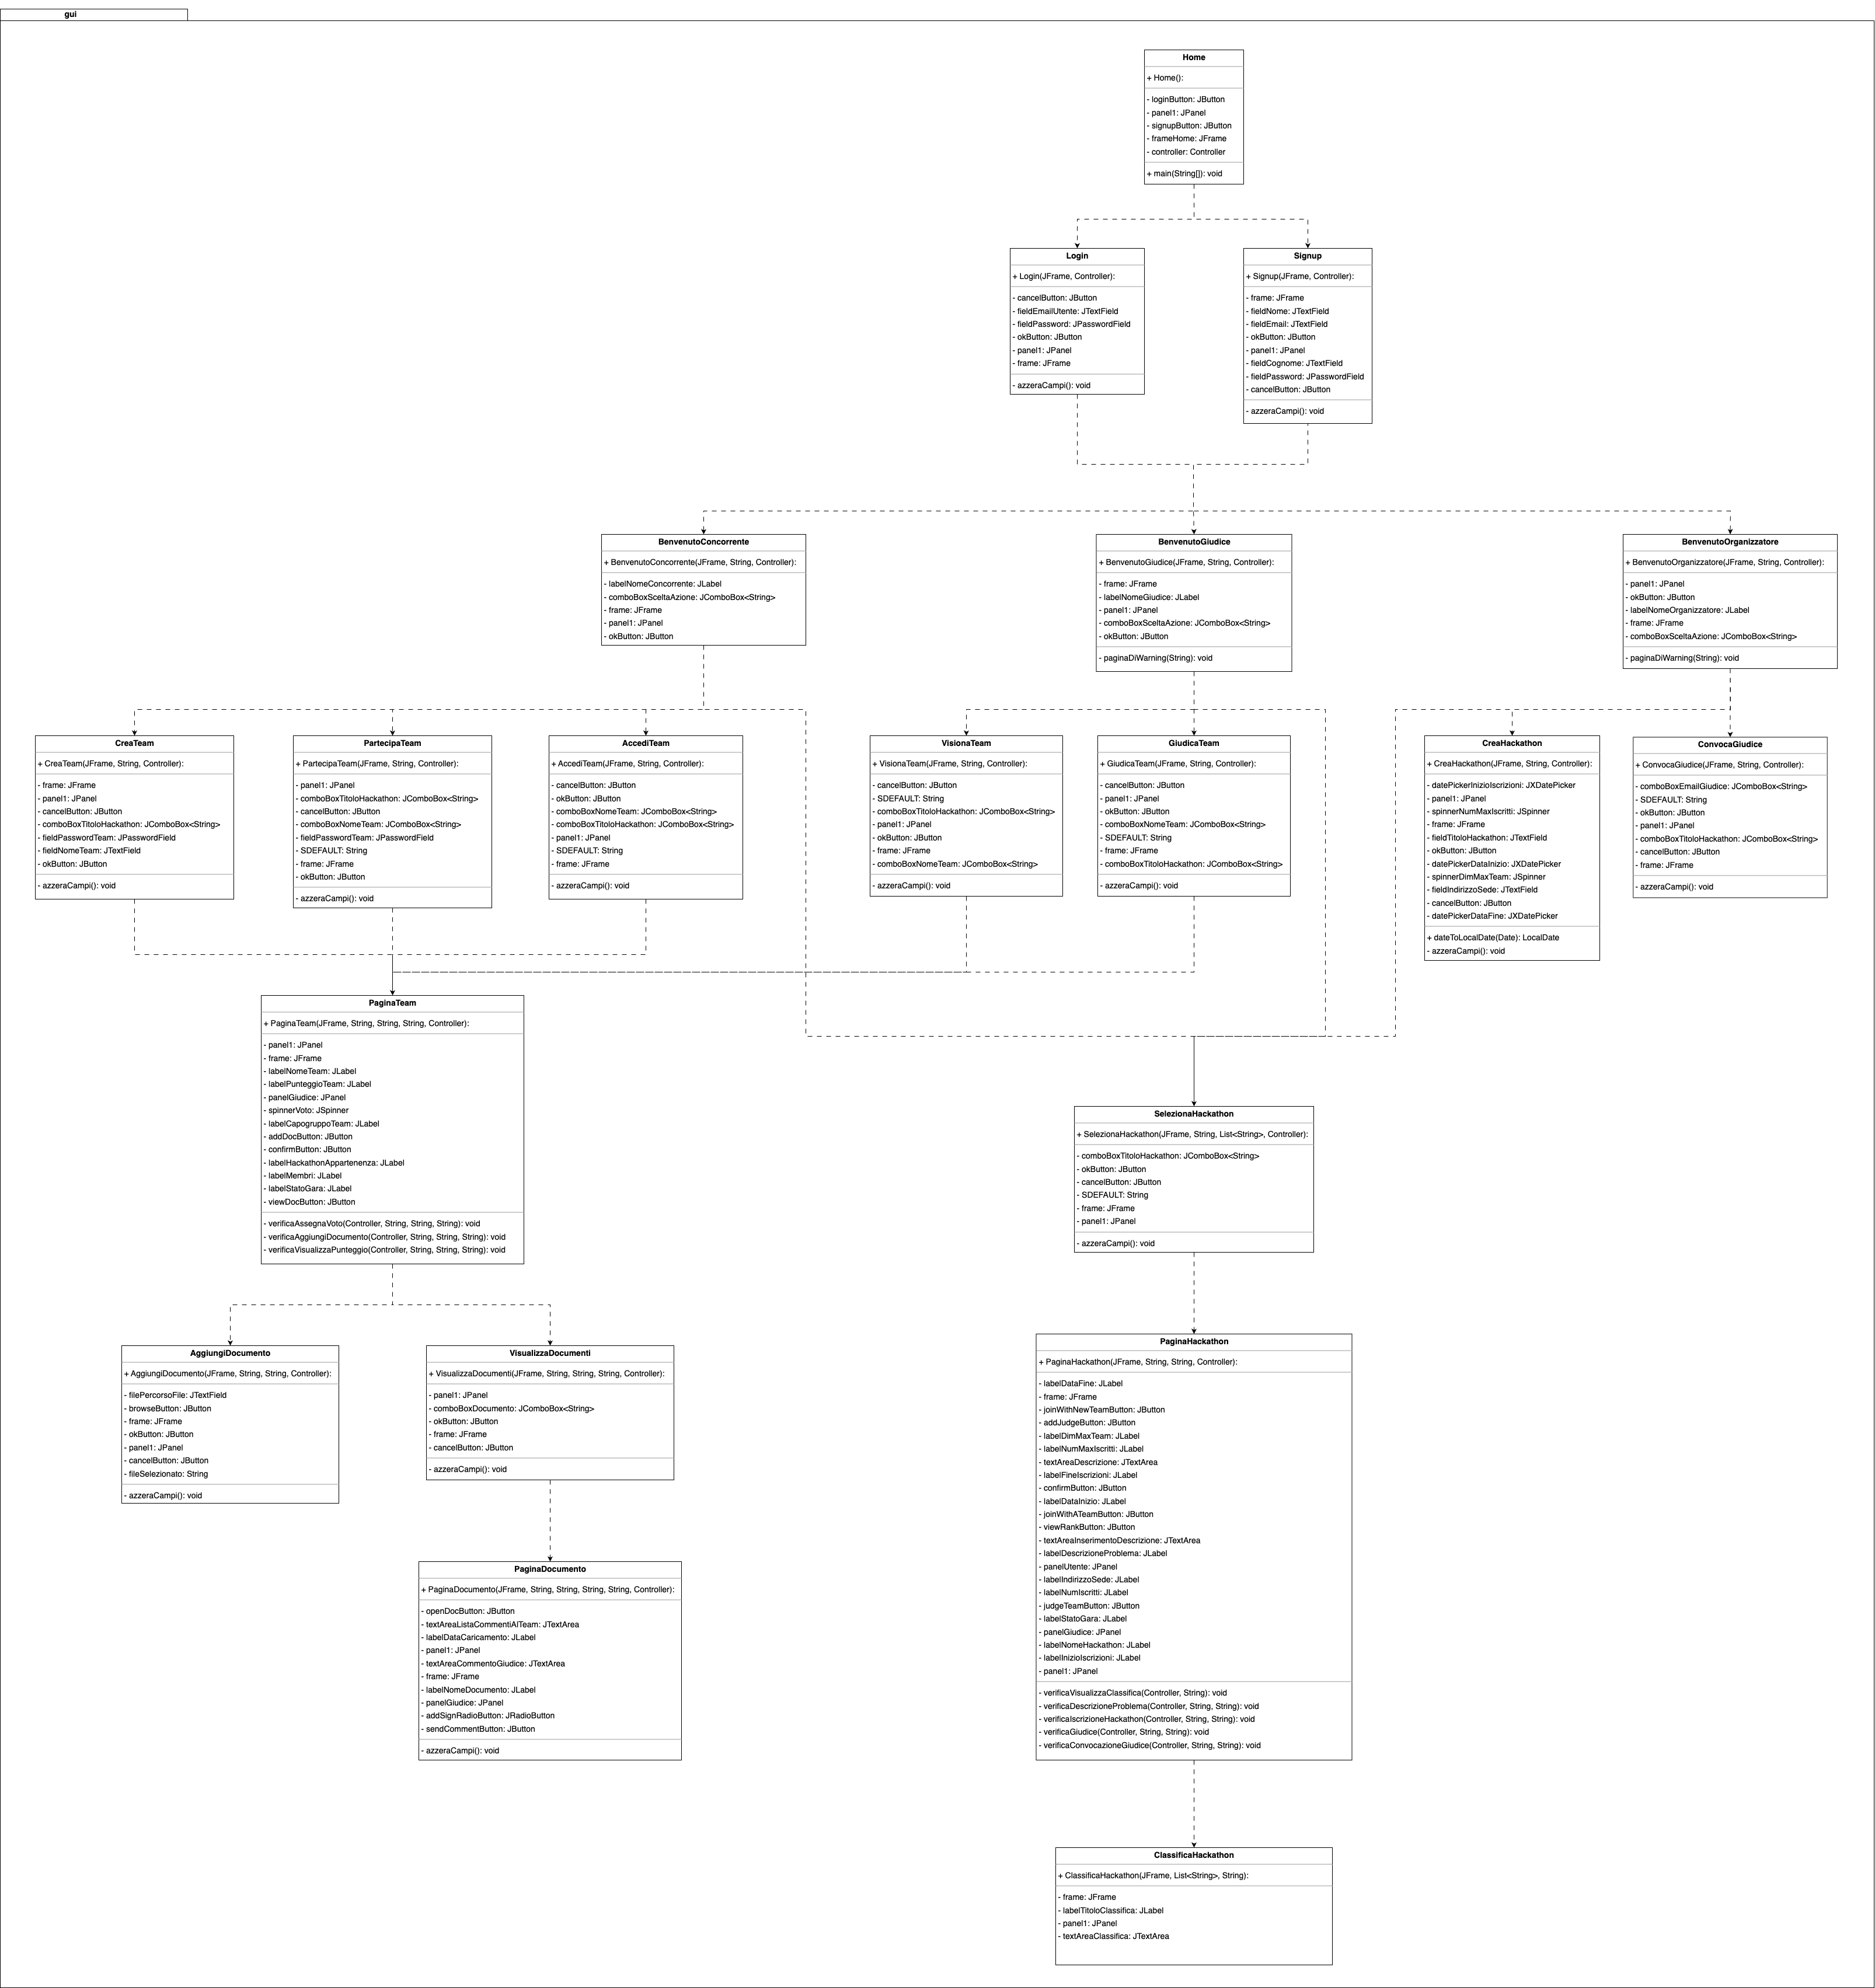 gui
Home
+ Home():
- loginButton: JButton
- panel1: JPanel
- signupButton: JButton
- frameHome: JFrame
- controller: Controller
+ main(String[]): void
Login
+ Login(JFrame, Controller):
- cancelButton: JButton
- fieldEmailUtente: JTextField
- fieldPassword: JPasswordField
- okButton: JButton
- panel1: JPanel
- frame: JFrame
- azzeraCampi(): void
Signup
+ Signup(JFrame, Controller):
- frame: JFrame
- fieldNome: JTextField
- fieldEmail: JTextField
- okButton: JButton
- panel1: JPanel
- fieldCognome: JTextField
- fieldPassword: JPasswordField
- cancelButton: JButton
- azzeraCampi(): void
BenvenutoConcorrente
+ BenvenutoConcorrente(JFrame, String, Controller):
- labelNomeConcorrente: JLabel
- comboBoxSceltaAzione: JComboBox<String>
- frame: JFrame
- panel1: JPanel
- okButton: JButton
BenvenutoGiudice
+ BenvenutoGiudice(JFrame, String, Controller):
- frame: JFrame
- labelNomeGiudice: JLabel
- panel1: JPanel
- comboBoxSceltaAzione: JComboBox<String>
- okButton: JButton
- paginaDiWarning(String): void
BenvenutoOrganizzatore
+ BenvenutoOrganizzatore(JFrame, String, Controller):
- panel1: JPanel
- okButton: JButton
- labelNomeOrganizzatore: JLabel
- frame: JFrame
- comboBoxSceltaAzione: JComboBox<String>
- paginaDiWarning(String): void
CreaTeam
+ CreaTeam(JFrame, String, Controller):
- frame: JFrame
- panel1: JPanel
- cancelButton: JButton
- comboBoxTitoloHackathon: JComboBox<String>
- fieldPasswordTeam: JPasswordField
- fieldNomeTeam: JTextField
- okButton: JButton
- azzeraCampi(): void
PartecipaTeam
+ PartecipaTeam(JFrame, String, Controller):
- panel1: JPanel
- comboBoxTitoloHackathon: JComboBox<String>
- cancelButton: JButton
- comboBoxNomeTeam: JComboBox<String>
- fieldPasswordTeam: JPasswordField
- SDEFAULT: String
- frame: JFrame
- okButton: JButton
- azzeraCampi(): void
AccediTeam
+ AccediTeam(JFrame, String, Controller):
- cancelButton: JButton
- okButton: JButton
- comboBoxNomeTeam: JComboBox<String>
- comboBoxTitoloHackathon: JComboBox<String>
- panel1: JPanel
- SDEFAULT: String
- frame: JFrame
- azzeraCampi(): void
VisionaTeam
+ VisionaTeam(JFrame, String, Controller):
- cancelButton: JButton
- SDEFAULT: String
- comboBoxTitoloHackathon: JComboBox<String>
- panel1: JPanel
- okButton: JButton
- frame: JFrame
- comboBoxNomeTeam: JComboBox<String>
- azzeraCampi(): void
GiudicaTeam
+ GiudicaTeam(JFrame, String, Controller):
- cancelButton: JButton
- panel1: JPanel
- okButton: JButton
- comboBoxNomeTeam: JComboBox<String>
- SDEFAULT: String
- frame: JFrame
- comboBoxTitoloHackathon: JComboBox<String>
- azzeraCampi(): void
CreaHackathon
+ CreaHackathon(JFrame, String, Controller):
- datePickerInizioIscrizioni: JXDatePicker
- panel1: JPanel
- spinnerNumMaxIscritti: JSpinner
- frame: JFrame
- fieldTitoloHackathon: JTextField
- okButton: JButton
- datePickerDataInizio: JXDatePicker
- spinnerDimMaxTeam: JSpinner
- fieldIndirizzoSede: JTextField
- cancelButton: JButton
- datePickerDataFine: JXDatePicker
+ dateToLocalDate(Date): LocalDate
- azzeraCampi(): void
ConvocaGiudice
+ ConvocaGiudice(JFrame, String, Controller):
- comboBoxEmailGiudice: JComboBox<String>
- SDEFAULT: String
- okButton: JButton
- panel1: JPanel
- comboBoxTitoloHackathon: JComboBox<String>
- cancelButton: JButton
- frame: JFrame
- azzeraCampi(): void
PaginaTeam
+ PaginaTeam(JFrame, String, String, String, Controller):
- panel1: JPanel
- frame: JFrame
- labelNomeTeam: JLabel
- labelPunteggioTeam: JLabel
- panelGiudice: JPanel
- spinnerVoto: JSpinner
- labelCapogruppoTeam: JLabel
- addDocButton: JButton
- confirmButton: JButton
- labelHackathonAppartenenza: JLabel
- labelMembri: JLabel
- labelStatoGara: JLabel
- viewDocButton: JButton
- verificaAssegnaVoto(Controller, String, String, String): void
- verificaAggiungiDocumento(Controller, String, String, String): void
- verificaVisualizzaPunteggio(Controller, String, String, String): void
SelezionaHackathon
+ SelezionaHackathon(JFrame, String, List<String>, Controller):
- comboBoxTitoloHackathon: JComboBox<String>
- okButton: JButton
- cancelButton: JButton
- SDEFAULT: String
- frame: JFrame
- panel1: JPanel
- azzeraCampi(): void
AggiungiDocumento
+ AggiungiDocumento(JFrame, String, String, Controller):
- filePercorsoFile: JTextField
- browseButton: JButton
- frame: JFrame
- okButton: JButton
- panel1: JPanel
- cancelButton: JButton
- fileSelezionato: String
- azzeraCampi(): void
VisualizzaDocumenti
+ VisualizzaDocumenti(JFrame, String, String, String, Controller):
- panel1: JPanel
- comboBoxDocumento: JComboBox<String>
- okButton: JButton
- frame: JFrame
- cancelButton: JButton
- azzeraCampi(): void
PaginaHackathon
+ PaginaHackathon(JFrame, String, String, Controller):
- labelDataFine: JLabel
- frame: JFrame
- joinWithNewTeamButton: JButton
- addJudgeButton: JButton
- labelDimMaxTeam: JLabel
- labelNumMaxIscritti: JLabel
- textAreaDescrizione: JTextArea
- labelFineIscrizioni: JLabel
- confirmButton: JButton
- labelDataInizio: JLabel
- joinWithATeamButton: JButton
- viewRankButton: JButton
- textAreaInserimentoDescrizione: JTextArea
- labelDescrizioneProblema: JLabel
- panelUtente: JPanel
- labelIndirizzoSede: JLabel
- labelNumIscritti: JLabel
- judgeTeamButton: JButton
- labelStatoGara: JLabel
- panelGiudice: JPanel
- labelNomeHackathon: JLabel
- labelInizioIscrizioni: JLabel
- panel1: JPanel
- verificaVisualizzaClassifica(Controller, String): void
- verificaDescrizioneProblema(Controller, String, String): void
- verificaIscrizioneHackathon(Controller, String, String): void
- verificaGiudice(Controller, String, String): void
- verificaConvocazioneGiudice(Controller, String, String): void
PaginaDocumento
+ PaginaDocumento(JFrame, String, String, String, String, Controller):
- openDocButton: JButton
- textAreaListaCommentiAlTeam: JTextArea
- labelDataCaricamento: JLabel
- panel1: JPanel
- textAreaCommentoGiudice: JTextArea
- frame: JFrame
- labelNomeDocumento: JLabel
- panelGiudice: JPanel
- addSignRadioButton: JRadioButton
- sendCommentButton: JButton
- azzeraCampi(): void
ClassificaHackathon
+ ClassificaHackathon(JFrame, List<String>, String):
- frame: JFrame
- labelTitoloClassifica: JLabel
- panel1: JPanel
- textAreaClassifica: JTextArea